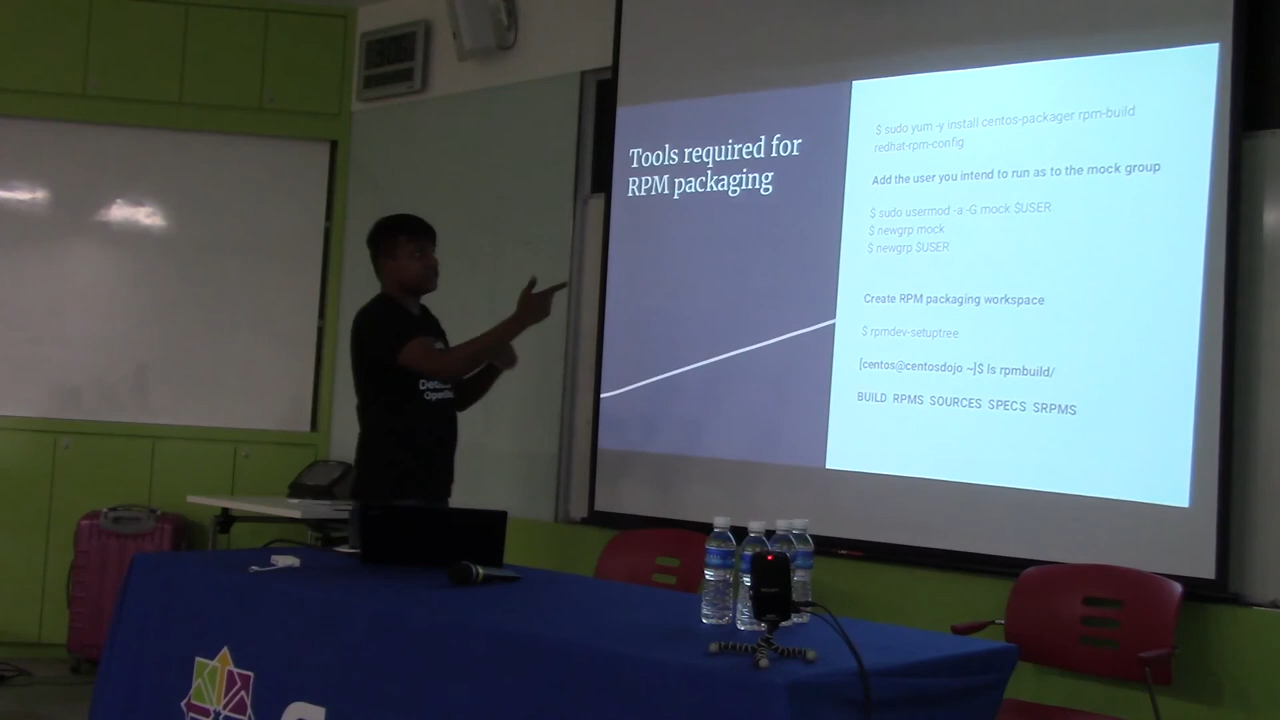 Tools required for
RPM packaging
$ sudo yum -y install centos-packager rpm-build
redhat-rpm-config
Add the user you intend to run as to the mock group
$ sudo usermod -a -G mock $USER
$ newgrp mock
$ newgrp $USER
Create RPM packaging workspace
$ rpmdev-setuptree
[centos@centosdojo ~]$ ls rpmbuild/
BUILD RPMS SOURCES SPECS SRPMS